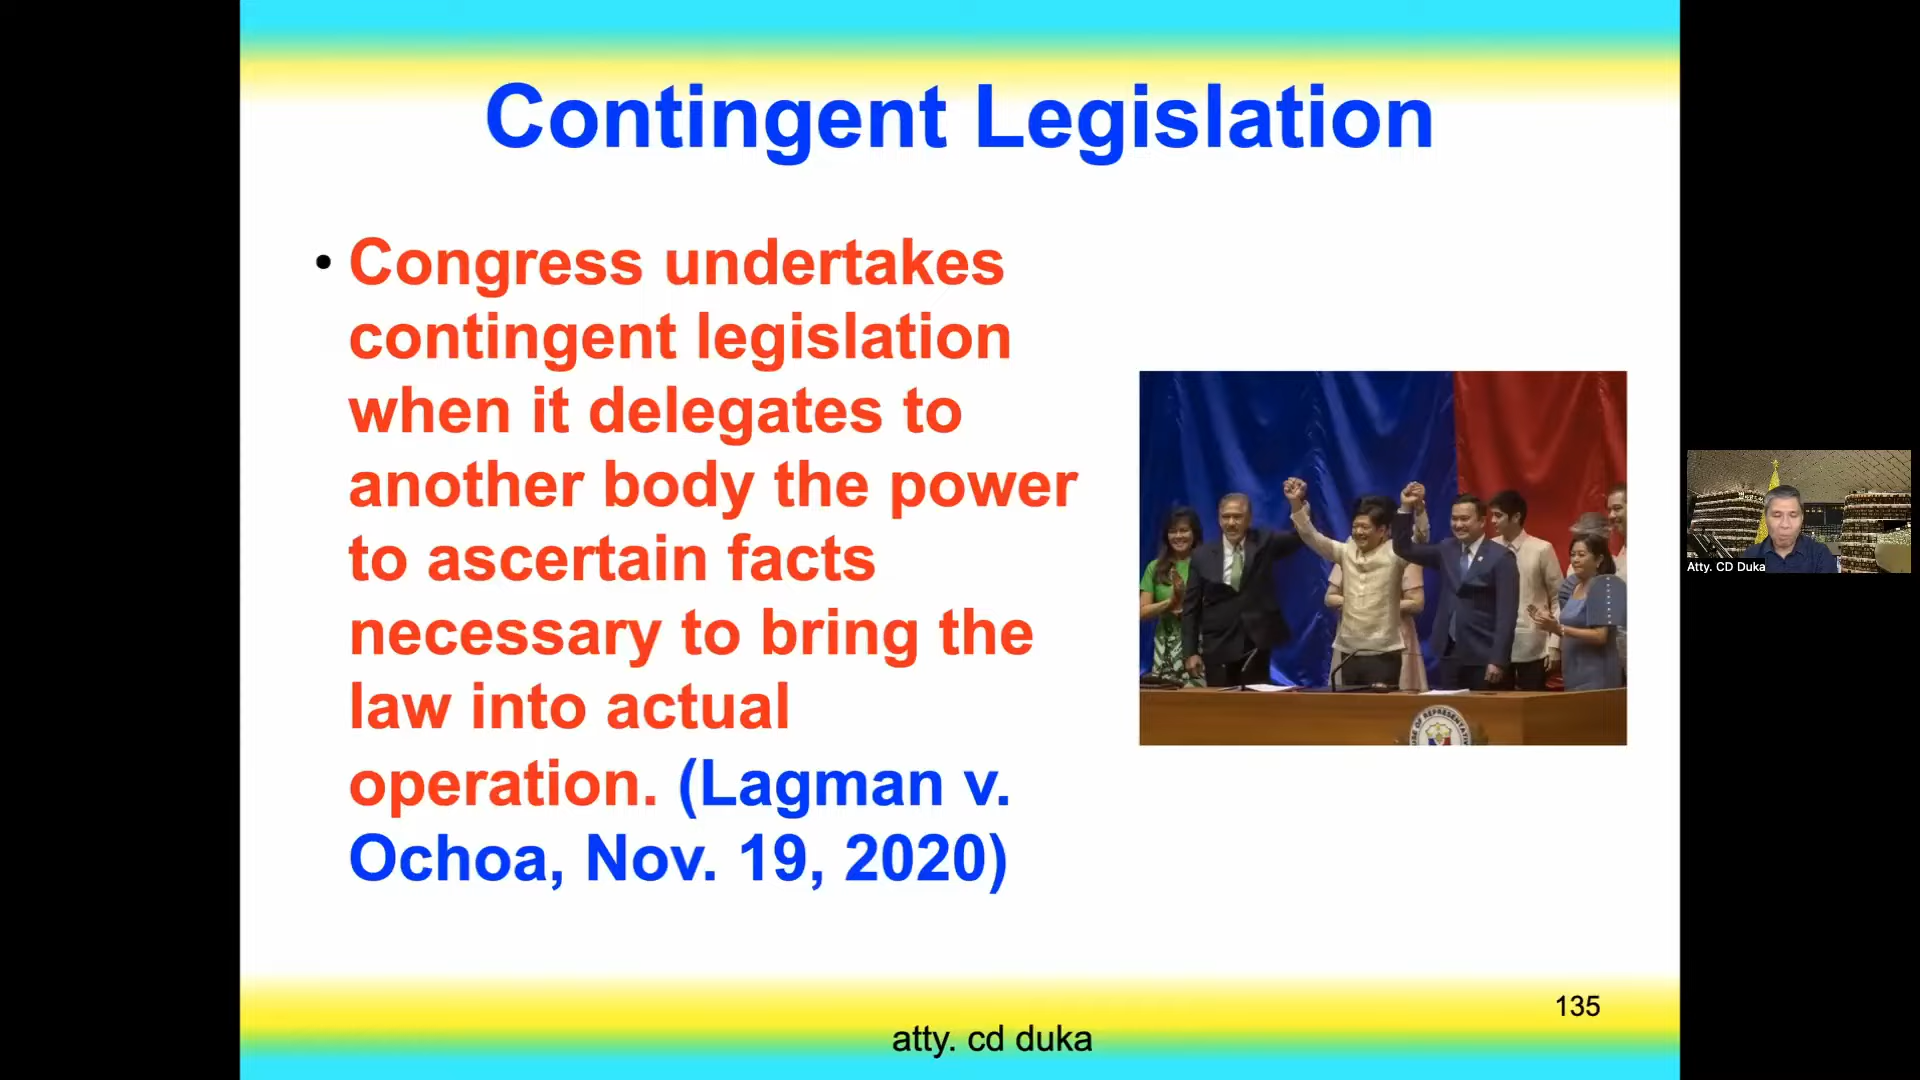 Contingent Legislation
• Congress undertakes
contingent legislation
when it delegates to
another body the power
to ascertain facts
necessary to bring the
law into actual
operation. (Lagman v.
Ochoa, Nov. 19, 2020)
Atty. CD Duka
135
atty. cd duka